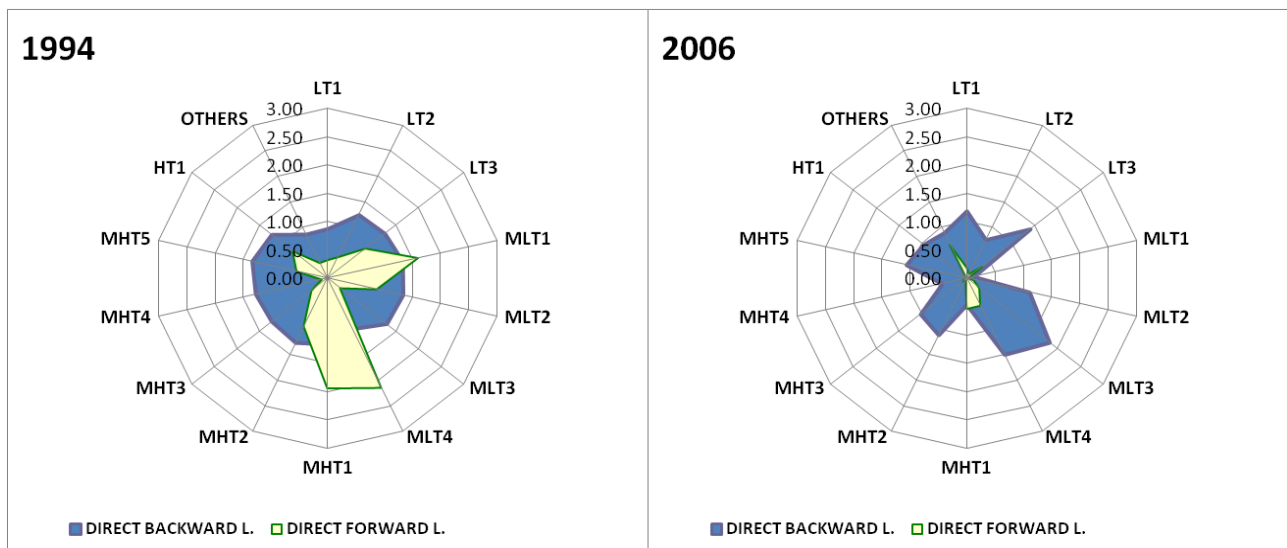 1994
LT1
LT2
LT3
MLT1
MLT2
MLT3
MLT4
MHT1
MHT2
MHT3
MHT4
MHT5
HT1
OTHERS
3.00
2.50
2.00
1.50
1.00
0.50
0.00
DIRECT BACKWARD L. DIRECT FORWARD L.
2006
LT1
LT2
LT3
MLT1
MLT2
MLT3
MLT4
MHT1
MHT2
MHT3
MHT4
MHT5
HT1
OTHERS
3.00
2.50
2.00
1.50
1.00
0.50
0.00
DIRECT BACKWARD L. DIRECT FORWARD L.